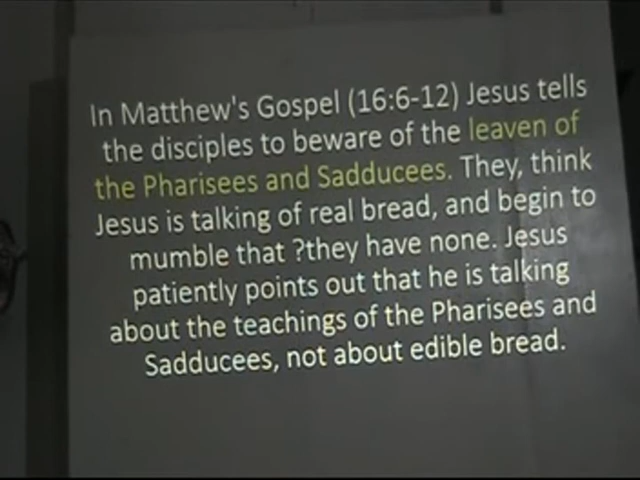 In Matthew's Gospel (16:6-12) Jesus tells
the disciples to beware of the leaven of
the Pharisees and Sadducees. They, think
Jesus is talking of real bread, and begin to
mumble that ?they have none. Jesus
patiently points out that he is talking
about the teachings of the Pharisees and
Sadducees, not about edible bread.